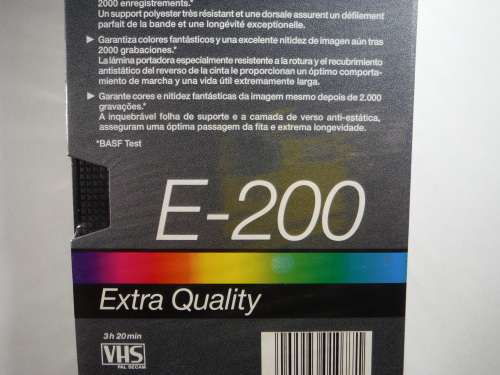 2000 enregistrements.*
Un support polyester très résistant et une dorsale assurent un défilement
parfait de la bande et une longévité exceptionelle.
Garantiza colores fantásticos y una excelente nitidez de imagen aún tras
2000 grabaciones.*
La lámina portadora especialmente resistente a la rotura y el recubrimiento
antistático del reverso de la cinta le proporcionan un óptimo comporta-
miento de marcha y una vida útil extremamente larga.
Garante cores e nitidez fantásticas da imagem mesmo depois de 2.000
gravações.*
A inquebrável folha de suporte e a camada de verso anti-estática,
asseguram uma óptima passagem da fita e extrema longevidade.
*BASF Test
E-200
Extra Quality
3 h 20 min
VHS
PAL SECAM